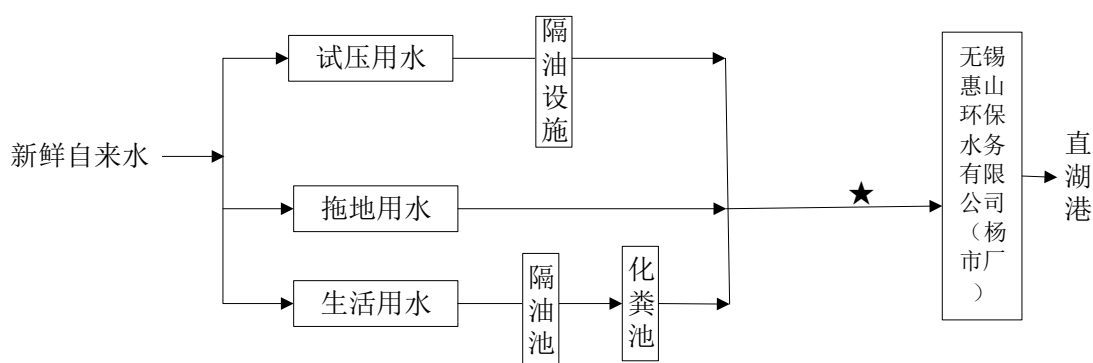 新鲜自来水
试压用水
隔油设施
拖地用水
生活用水
隔油池
化粪池
★
无锡
惠山
环保
水务
有限
公司
（杨
市厂
）
直湖港